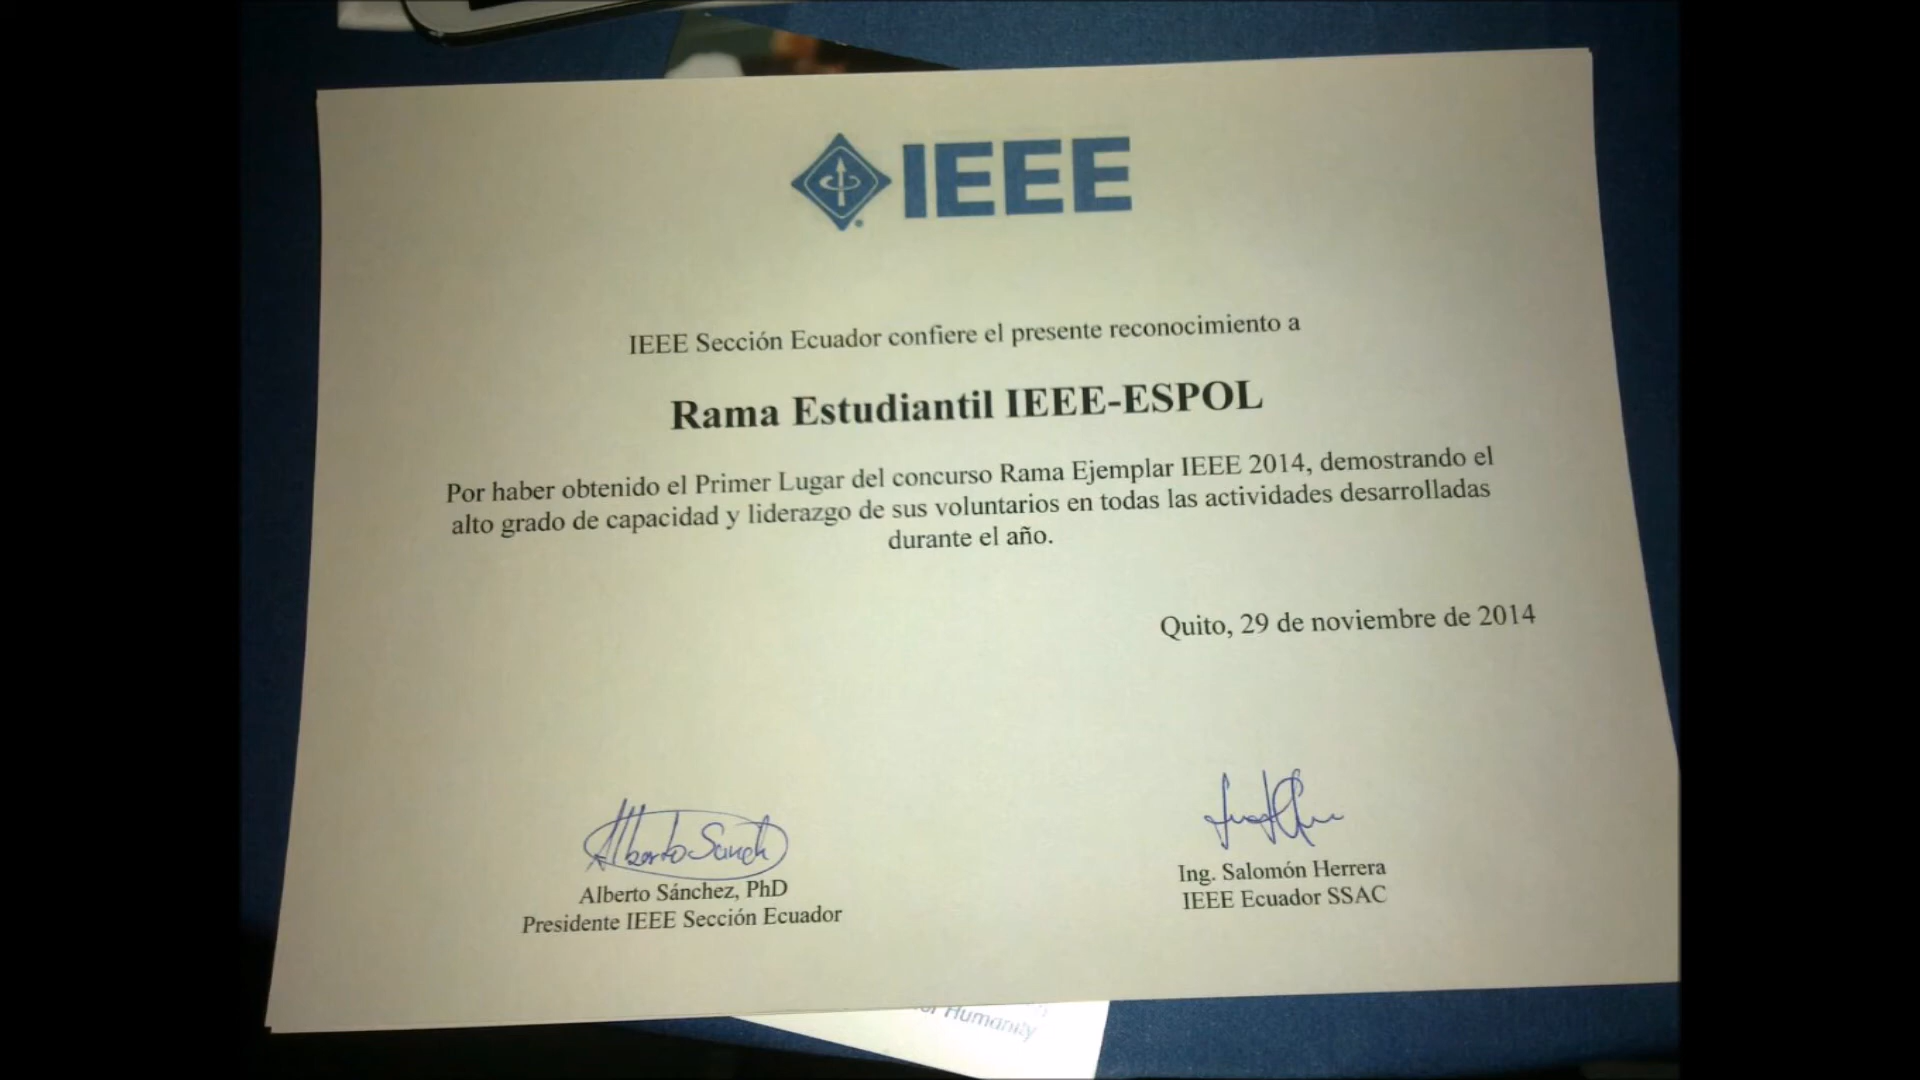 IEEE
IEEE Sección Ecuador confiere el presente reconocimiento a
Rama Estudiantil IEEE-ESPOL
Por haber obtenido el Primer Lugar del concurso Rama Ejemplar IEEE 2014, demostrando el
alto grado de capacidad y liderazgo de sus voluntarios en todas las actividades desarrolladas
durante el año.
Quito, 29 de noviembre de 2014
Alberto Sánchez, PhD
Presidente IEEE Sección Ecuador
Ing. Salomón Herrera
IEEE Ecuador SSAC
Humanity